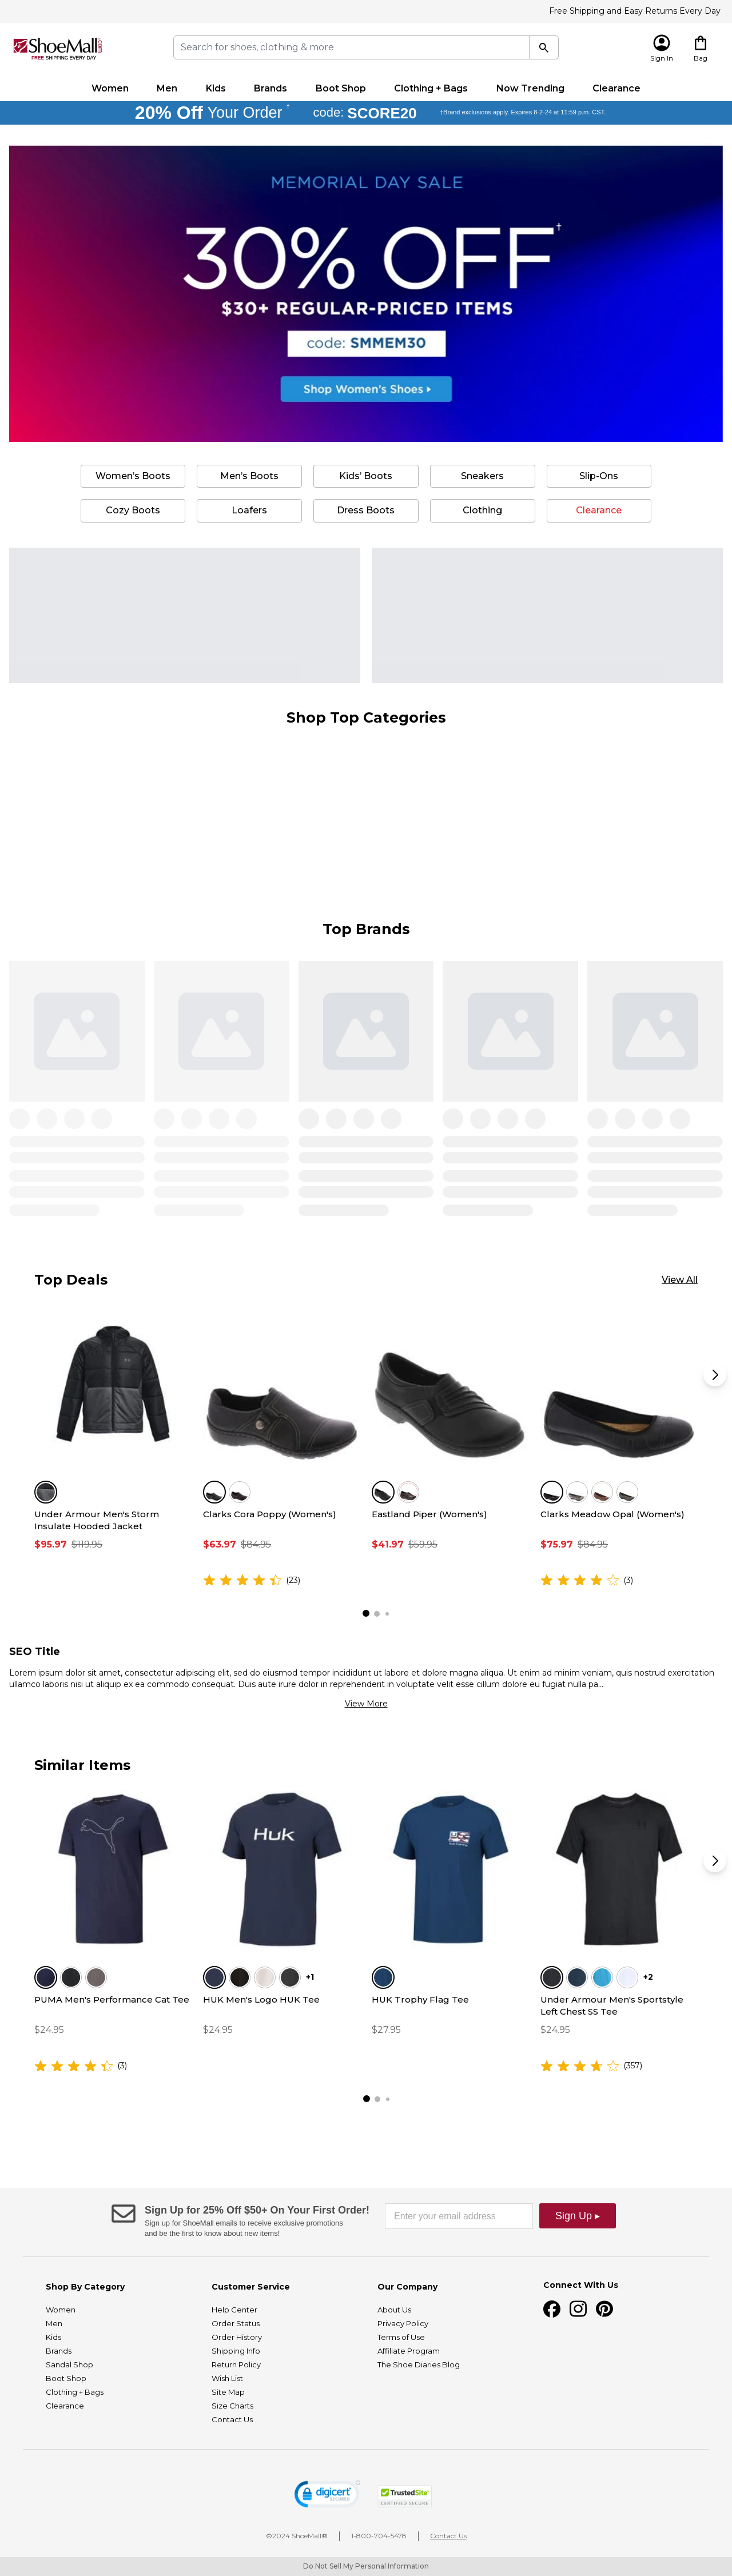 Free Shipping and Easy Returns Every Day
ShoeMall.com
FREE SHIPPING EVERY DAY
Search for shoes, clothing & more
Sign In
Bag
Women Men Kids Brands Boot Shop Clothing + Bags Now Trending Clearance
20% Off Your Order † code: SCORE20 †Brand exclusions apply. Expires 8-2-24 at 11:59 p.m. CST.
MEMORIAL DAY SALE
30% OFF†
$30+ REGULAR-PRICED ITEMS
code: SMMEM30
Shop Women's Shoes ▸
Women's Boots Men's Boots Kids' Boots Sneakers Slip-Ons
Cozy Boots Loafers Dress Boots Clothing Clearance
Shop Top Categories
Top Brands
Top Deals
View All
Under Armour Men's Storm
Insulate Hooded Jacket
$95.97 $119.95
Clarks Cora Poppy (Women's)
$63.97 $84.95
(23)
Eastland Piper (Women's)
$41.97 $59.95
Clarks Meadow Opal (Women's)
$75.97 $84.95
(3)
SEO Title
Lorem ipsum dolor sit amet, consectetur adipiscing elit, sed do eiusmod tempor incididunt ut labore et dolore magna aliqua. Ut enim ad minim veniam, quis nostrud exercitation
ullamco laboris nisi ut aliquip ex ea commodo consequat. Duis aute irure dolor in reprehenderit in voluptate velit esse cillum dolore eu fugiat nulla pa...
View More
Similar Items
Huk
PUMA Men's Performance Cat Tee
$24.95
(3)
+1
HUK Men's Logo HUK Tee
$24.95
HUK Trophy Flag Tee
$27.95
+2
Under Armour Men's Sportstyle
Left Chest SS Tee
$24.95
(357)
Sign Up for 25% Off $50+ On Your First Order!
Sign up for ShoeMall emails to receive exclusive promotions
and be the first to know about new items!
Enter your email address
Sign Up ▸
Shop By Category
Women
Men
Kids
Brands
Sandal Shop
Boot Shop
Clothing + Bags
Clearance
Customer Service
Help Center
Order Status
Order History
Shipping Info
Return Policy
Wish List
Site Map
Size Charts
Contact Us
Our Company
About Us
Privacy Policy
Terms of Use
Affiliate Program
The Shoe Diaries Blog
Connect With Us
digicert
SECURED
TrustedSite
CERTIFIED SECURE
©2024 ShoeMall®
1-800-704-5478
Contact Us
Do Not Sell My Personal Information